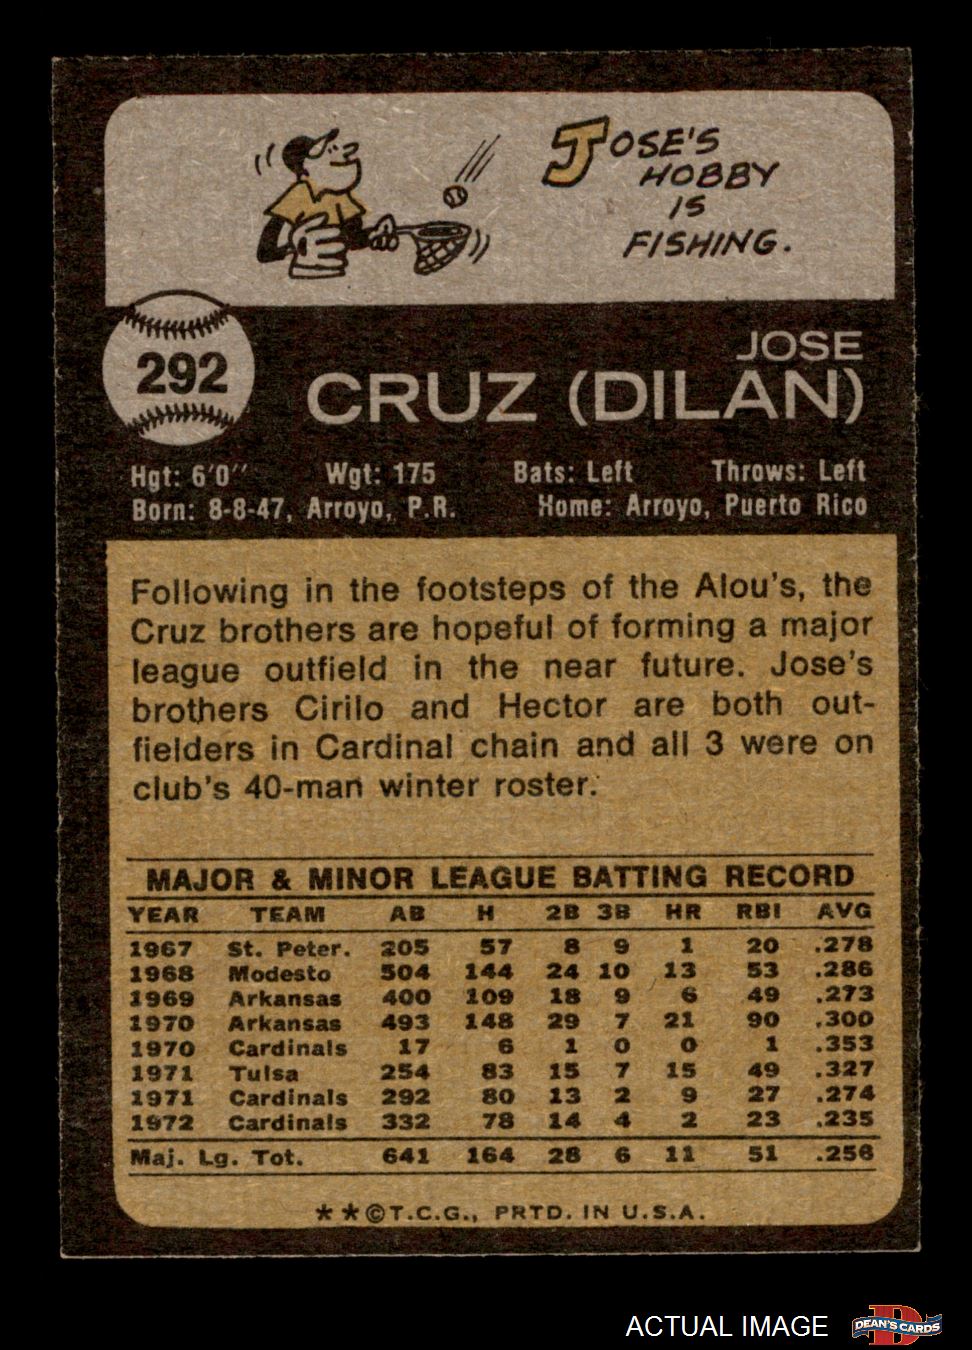 JOSE'S
HOBBY
IS
FISHING.
292
JOSE
CRUZ (DILAN)
Hgt: 6'0'' Wgt: 175 Bats: Left Throws: Left
Born: 8-8-47, Arroyo, P.R. Home: Arroyo, Puerto Rico
Following in the footsteps of the Alou's, the
Cruz brothers are hopeful of forming a major
league outfield in the near future. Jose's
brothers Cirilo and Hector are both out-
fielders in Cardinal chain and all 3 were on
club's 40-man winter roster.
MAJOR & MINOR LEAGUE BATTING RECORD
YEAR TEAM AB H 2B 3B HR RBI AVG
1967 St. Peter. 205 57 8 9 1 20 .278
1968 Modesto 504 144 24 10 13 53 .286
1969 Arkansas 400 109 18 9 6 49 .273
1970 Arkansas 493 148 29 7 21 90 .300
1970 Cardinals 17 6 1 0 0 1 .353
1971 Tulsa 254 83 15 7 15 49 .327
1971 Cardinals 292 80 13 2 9 27 .274
1972 Cardinals 332 78 14 4 2 23 .235
Maj. Lg. Tot. 641 164 28 6 11 51 .256
**©T.C.G., PRTD. IN U.S.A.
ACTUAL IMAGE
D
DEAN'S CARDS